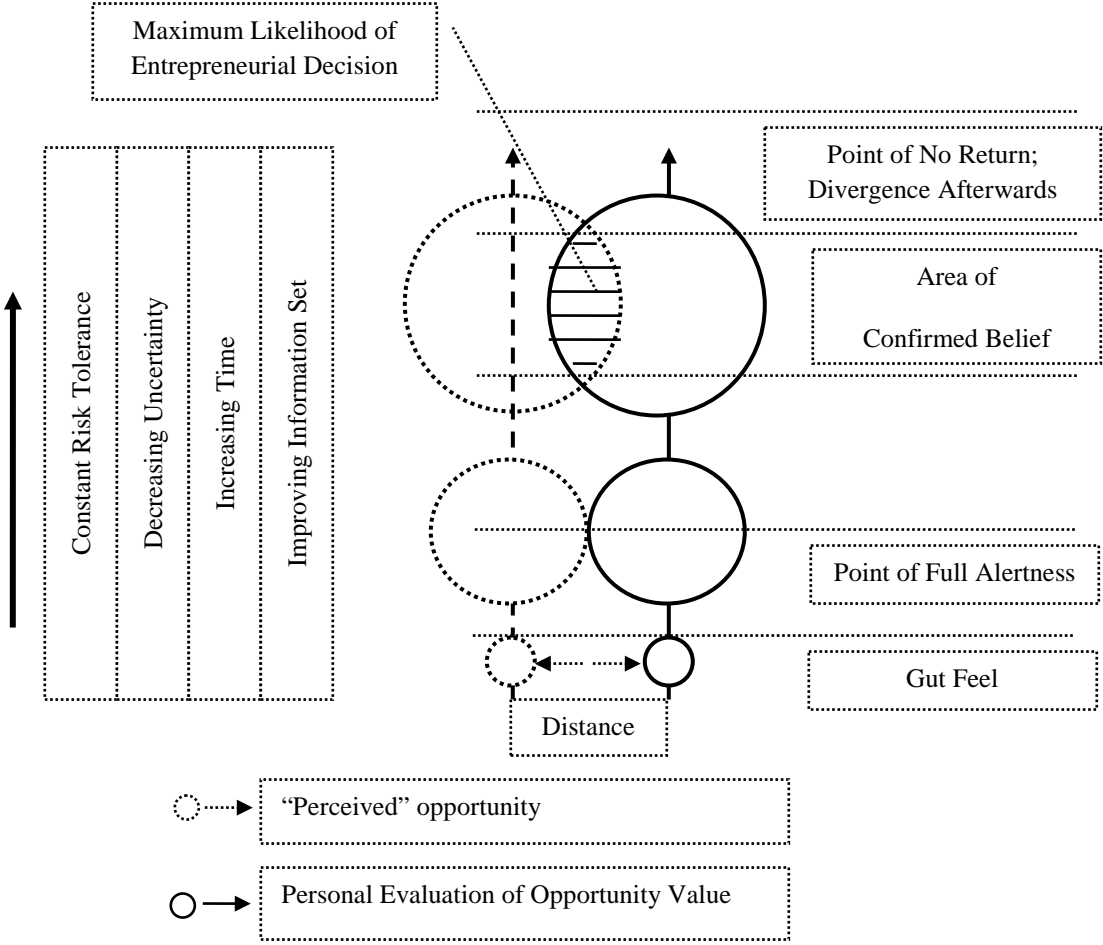 Maximum Likelihood of
Entrepreneurial Decision
Point of No Return;
Divergence Afterwards
Area of
Confirmed Belief
Constant Risk Tolerance
Decreasing Uncertainty
Increasing Time
Improving Information Set
Point of Full Alertness
Gut Feel
Distance
“Perceived” opportunity
Personal Evaluation of Opportunity Value